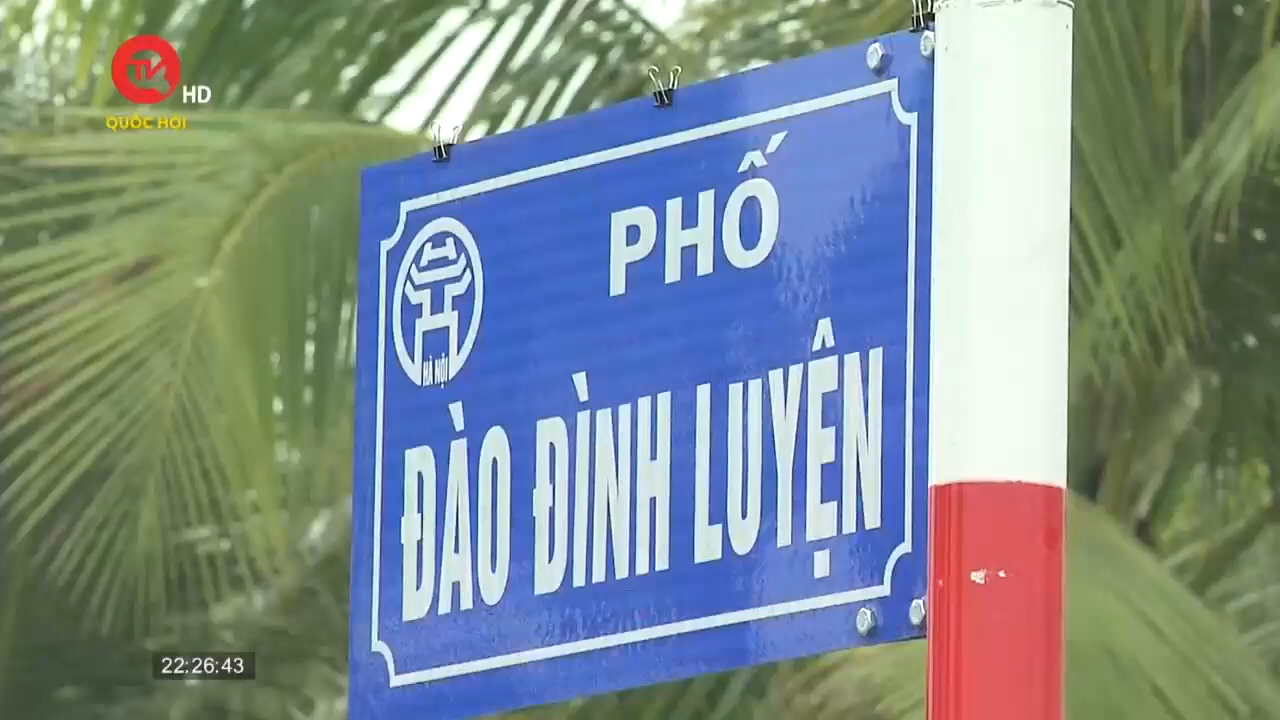 HD
QUỐC HỘI
PHỐ
HÀ NỘI
ĐÀO ĐÌNH LUYỆN
22:26:43